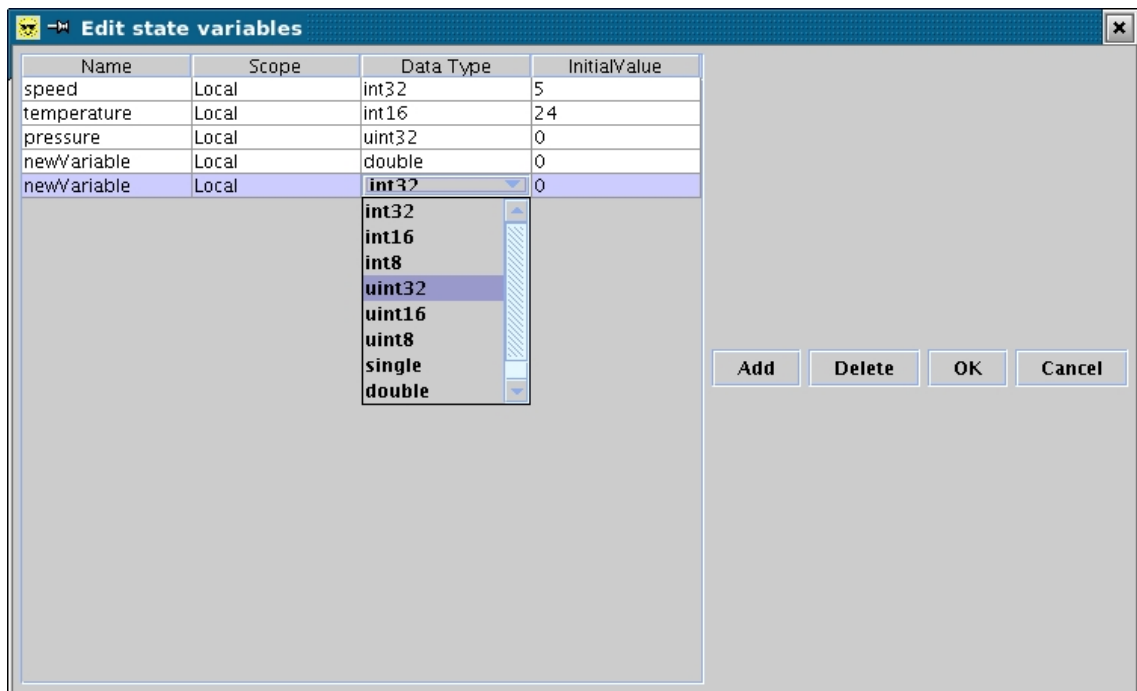 Edit state variables
Name Scope Data Type InitialValue
speed Local int32 5
temperature Local int16 24
pressure Local uint32 0
newVariable Local double 0
newVariable Local int32 0
int32
int16
int8
uint32
uint16
uint8
single
double
Add Delete OK Cancel